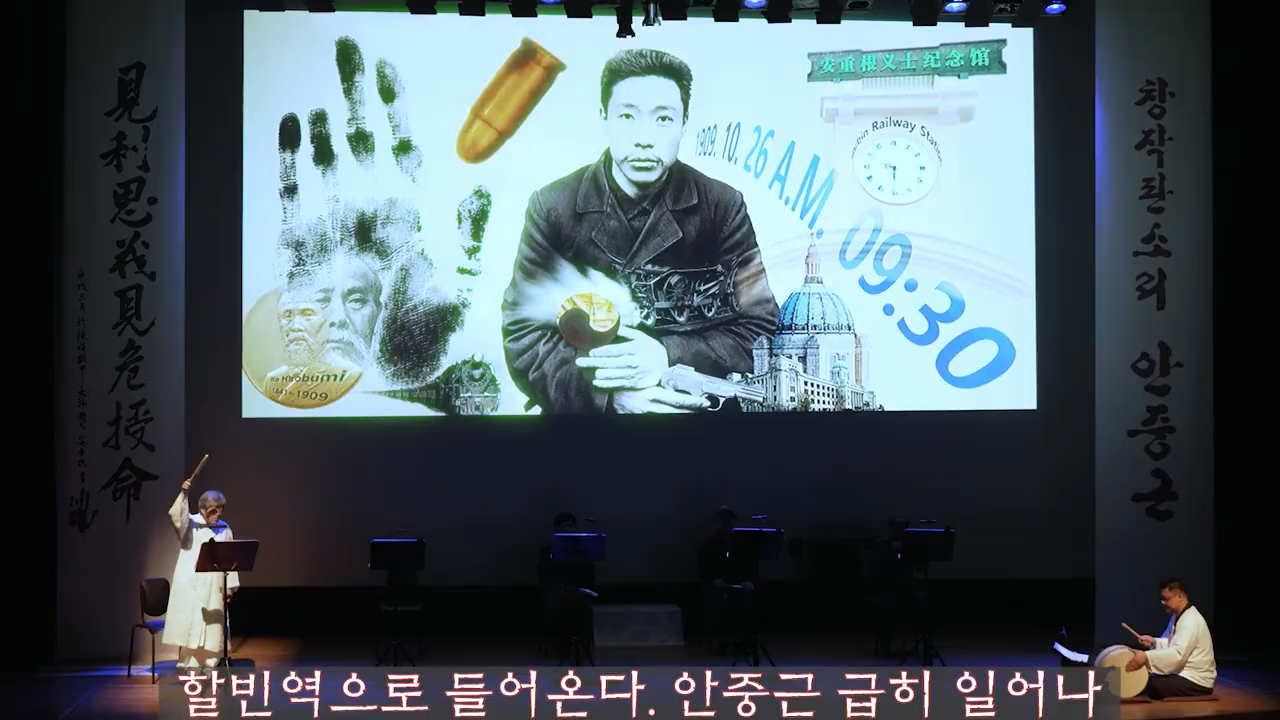 見利思義見危授命
安重根义士纪念馆
Railway
1909. 10. 26 A.M. 09:30
Ito Hirobumi
1841~1909
창작판소리 안중근
할빈역으로 들어온다. 안중근 급히 일어나